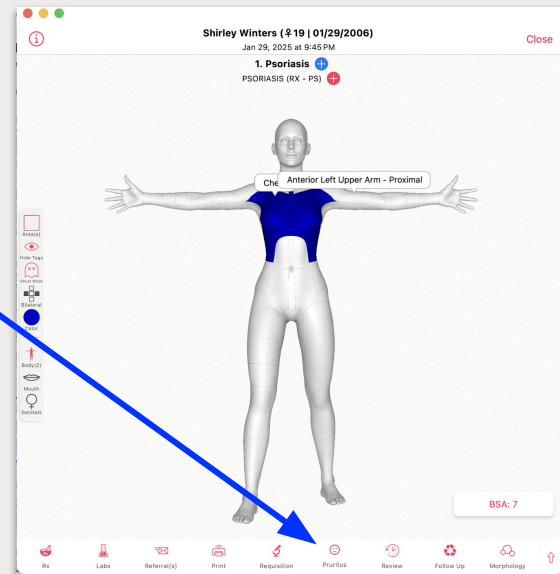 Shirley Winters (♀19 | 01/29/2006)
Close
Jan 29, 2025 at 9:45 PM
1. Psoriasis
PSORIASIS (RX - PS)
Che
Anterior Left Upper Arm - Proximal
Area(s)
Hide Tags
Ghost Mode
Bilateral
Color
Body(2)
Mouth
Genitals
BSA: 7
Rx
Labs
Referral(s)
Print
Requisition
Pruritus
Review
Follow Up
Morphology